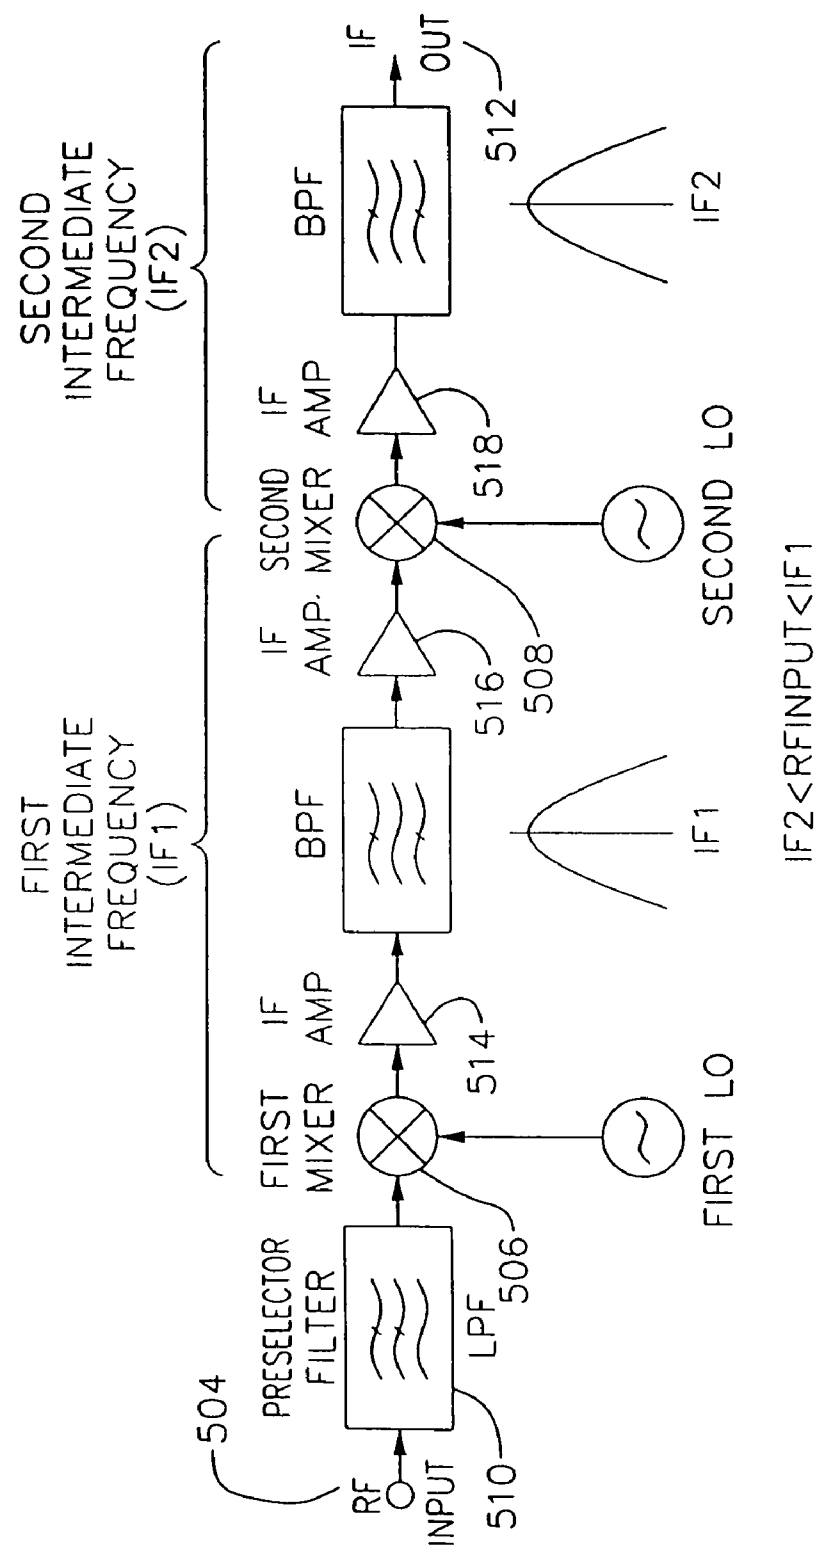 FIRST
INTERMEDIATE
FREQUENCY
(IF1)
SECOND
INTERMEDIATE
FREQUENCY
(IF2)
504
PRESELECTOR
FILTER
FIRST
MIXER
IF
AMP
BPF
IF
AMP.
SECOND
MIXER
IF
AMP
BPF
IF
OUT
RF
INPUT
510
LPF
506
514
516
508
518
512
IF1
IF2
FIRST LO
SECOND LO
IF2<RFINPUT<IF1